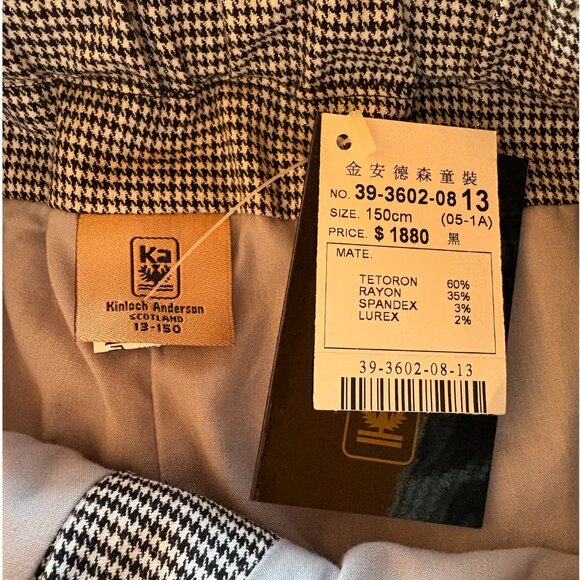 Ka
Kinloch Anderson
SCOTLAND
13-150
金安德森童裝
NO. 39-3602-08 13
SIZE. 150cm (05-1A)
PRICE. $ 1880 黑
MATE.
TETORON 60%
RAYON 35%
SPANDEX 3%
LUREX 2%
39-3602-08-13